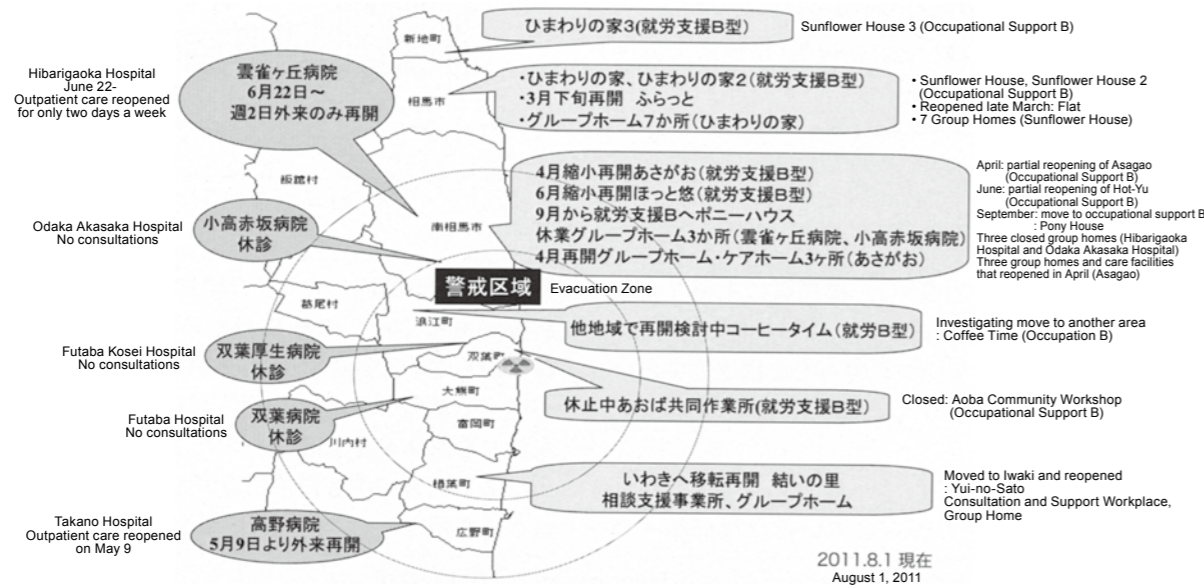 ひまわりの家3(就労支援B型)
Sunflower House 3 (Occupational Support B)
新地町
Hibarigaoka Hospital
June 22-
Outpatient care reopened
for only two days a week
雲雀ヶ丘病院
6月22日～
週2日外来のみ再開
相馬市
・ひまわりの家、ひまわりの家2(就労支援B型)
・3月下旬再開 ふらっと
・グループホーム7か所(ひまわりの家)
• Sunflower House, Sunflower House 2
(Occupational Support B)
• Reopened late March: Flat
• 7 Group Homes (Sunflower House)
飯館村
4月縮小再開あさがお(就労支援B型)
6月縮小再開ほっと悠(就労支援B型)
9月から就労支援Bへポニーハウス
休業グループホーム3か所(雲雀ヶ丘病院、小高赤坂病院)
4月再開グループホーム・ケアホーム3ヶ所(あさがお)
April: partial reopening of Asagao
(Occupational Support B)
June: partial reopening of Hot-Yu
(Occupational Support B)
September: move to occupational support B
: Pony House
Three closed group homes (Hibarigaoka
Hospital and Odaka Akasaka Hospital)
Three group homes and care facilities
that reopened in April (Asagao)
Odaka Akasaka Hospital
No consultations
小高赤坂病院
休診
南相馬市
警戒区域
Evacuation Zone
葛尾村
浪江町
他地域で再開検討中コーヒータイム(就労B型)
Investigating move to another area
: Coffee Time (Occupation B)
Futaba Kosei Hospital
No consultations
双葉厚生病院
休診
双葉町
大熊町
休止中あおば共同作業所(就労支援B型)
Closed: Aoba Community Workshop
(Occupational Support B)
Futaba Hospital
No consultations
双葉病院
休診
富岡町
川内村
楢葉町
いわきへ移転再開 結いの里
相談支援事業所、グループホーム
Moved to Iwaki and reopened
: Yui-no-Sato
Consultation and Support Workplace,
Group Home
Takano Hospital
Outpatient care reopened
on May 9
高野病院
5月9日より外来再開
広野町
2011.8.1 現在
August 1, 2011